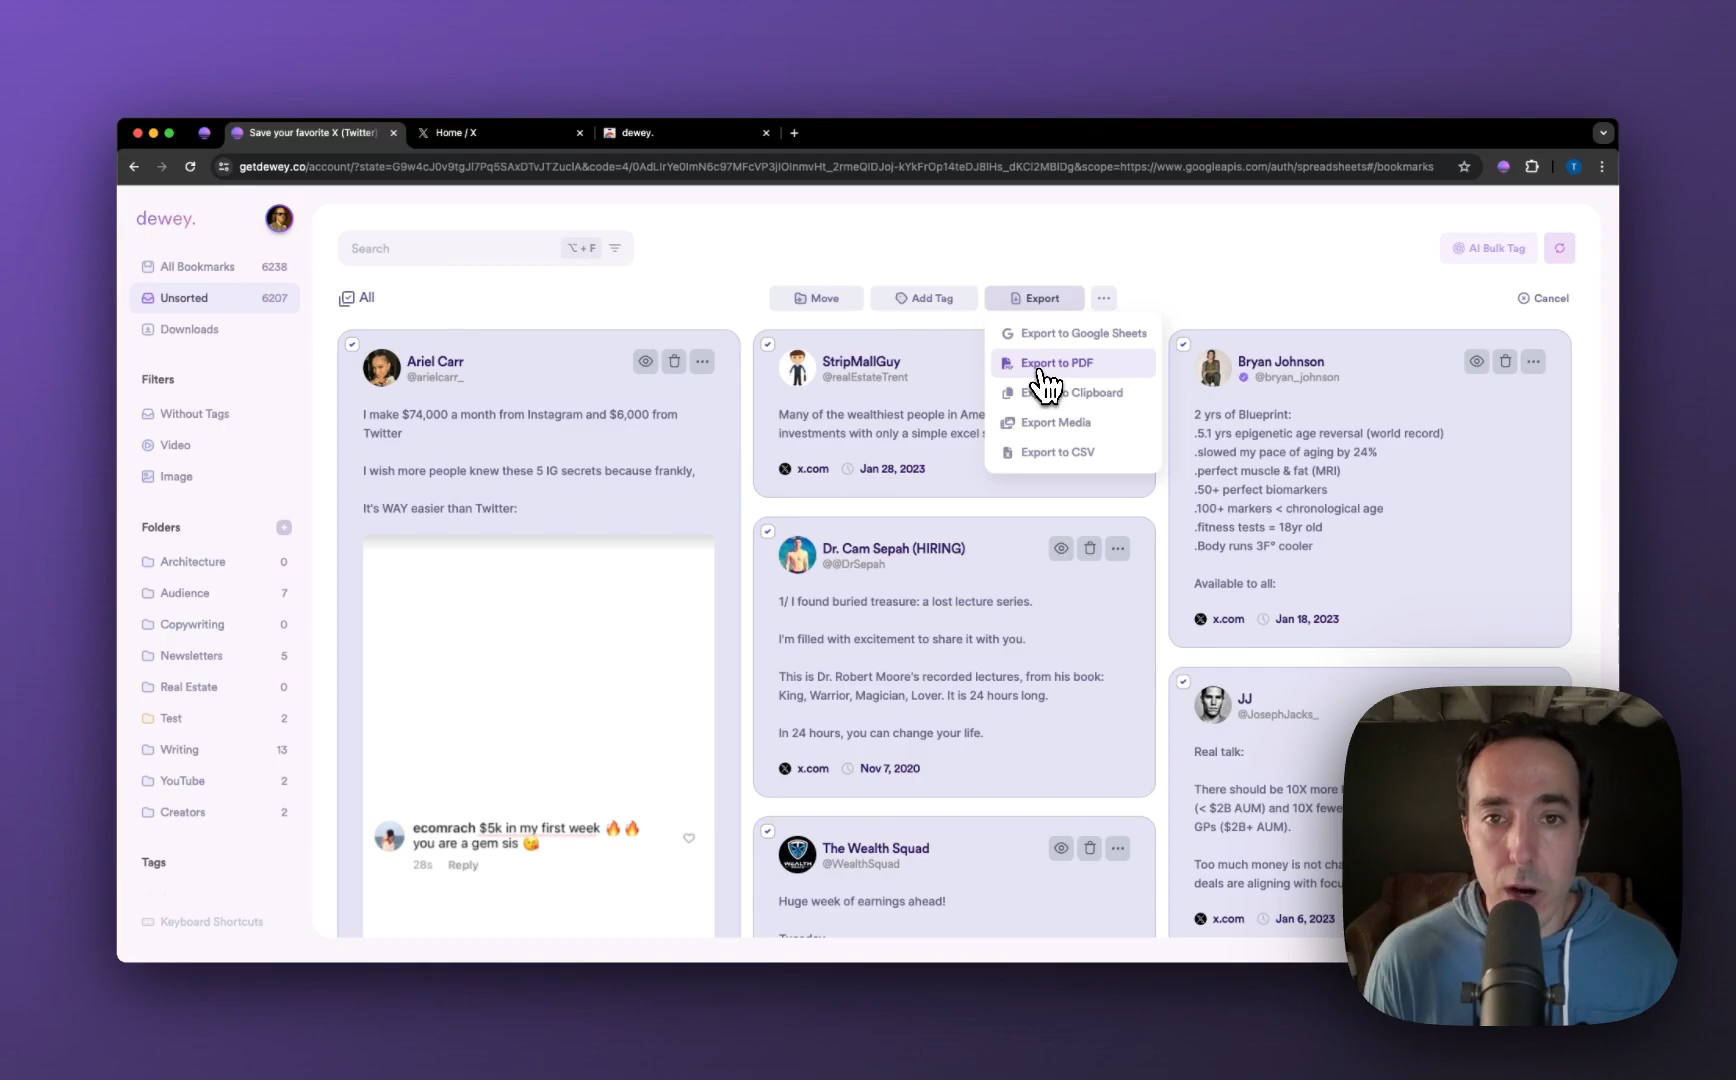 Save your favorite X (Twitter)
Home / X
dewey.
getdewey.co/account/?state=
dewey.
Search
⌥ + F
AI Bulk Tag
All Bookmarks 6238
Unsorted 6207
Downloads
All
Move
Add Tag
Export
Cancel
Export to Google Sheets
Export to PDF
Clipboard
Export Media
Export to CSV
Filters
Without Tags
Video
Image
Folders
Architecture 0
Audience 7
Copywriting 0
Newsletters 5
Real Estate 0
Test 2
Writing 13
YouTube 2
Creators 2
Tags
Keyboard Shortcuts
Ariel Carr
@arielcarr_
I make $74,000 a month from Instagram and $6,000 from
Twitter
I wish more people knew these 5 IG secrets because frankly,
It's WAY easier than Twitter:
ecomrach $5k in my first week 🔥🔥
you are a gem sis 😘
28s Reply
StripMallGuy
@realEstateTrent
Many of the wealthiest people in Ame
investments with only a simple excel s
x.com Jan 28, 2023
Dr. Cam Sepah (HIRING)
@@DrSepah
1/ I found buried treasure: a lost lecture series.
I'm filled with excitement to share it with you.
This is Dr. Robert Moore's recorded lectures, from his book:
King, Warrior, Magician, Lover. It is 24 hours long.
In 24 hours, you can change your life.
x.com Nov 7, 2020
The Wealth Squad
@WealthSquad
WEALTH
Huge week of earnings ahead!
Bryan Johnson
@bryan_johnson
2 yrs of Blueprint:
.5.1 yrs epigenetic age reversal (world record)
.slowed my pace of aging by 24%
.perfect muscle & fat (MRI)
.50+ perfect biomarkers
.100+ markers < chronological age
.fitness tests = 18yr old
.Body runs 3F° cooler
Available to all:
x.com Jan 18, 2023
JJ
@JosephJacks_
Real talk:
There should be 10X more
(< $2B AUM) and 10X fewe
GPs ($2B+ AUM).
Too much money is not cha
deals are aligning with focu
x.com Jan 6, 2023